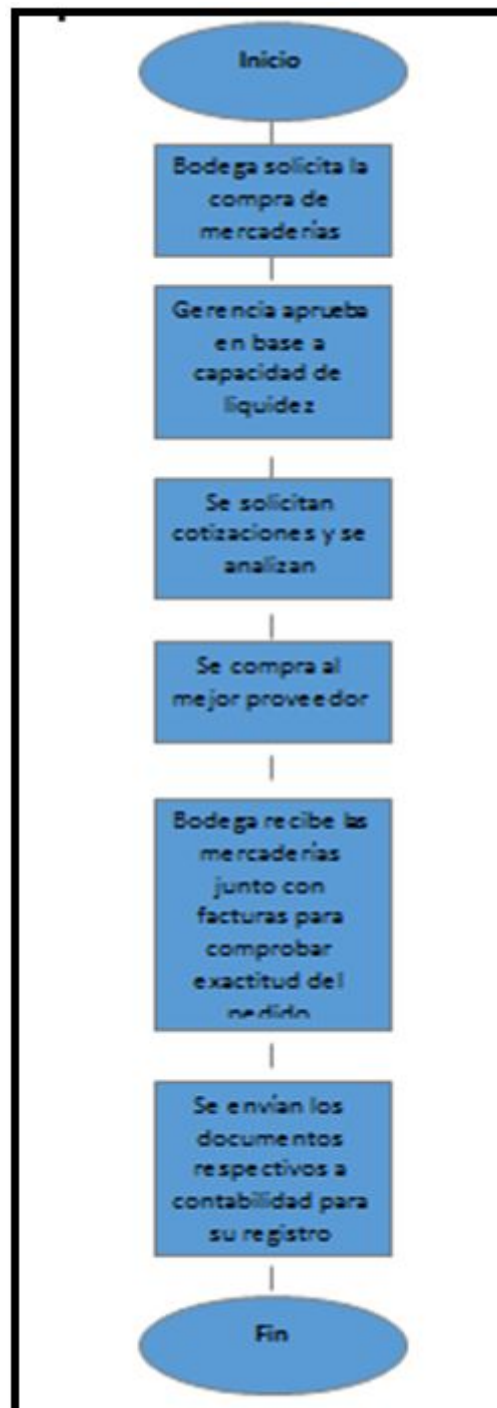 Inicio
Bodega solicita la
compra de
mercaderías
Gerencia aprueba
en base a
capacidad de
liquidez
Se solicitan
cotizaciones y se
analizan
Se compra al
mejor proveedor
Bodega recibe las
mercaderías
junto con
facturas para
comprobar
exactitud del
pedido
Se envían los
documentos
respectivos a
contabilidad para
su registro
Fin